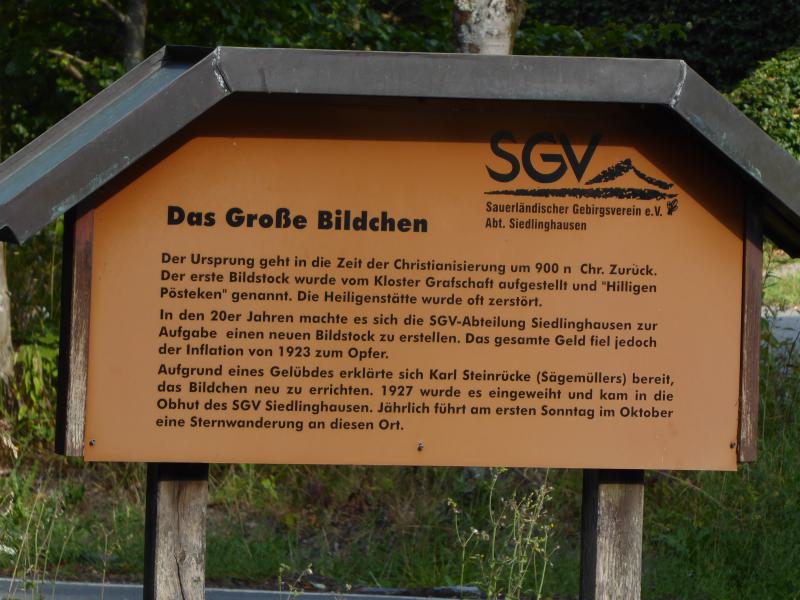 SGV
Sauerländischer Gebirgsverein e.V.
Abt. Siedlinghausen
Das Große Bildchen
Der Ursprung geht in die Zeit der Christianisierung um 900 n Chr. Zurück.
Der erste Bildstock wurde vom Kloster Grafschaft aufgestellt und "Hilligen
Pösteken" genannt. Die Heiligenstätte wurde oft zerstört.
In den 20er Jahren machte es sich die SGV-Abteilung Siedlinghausen zur
Aufgabe einen neuen Bildstock zu erstellen. Das gesamte Geld fiel jedoch
der Inflation von 1923 zum Opfer.
Aufgrund eines Gelübdes erklärte sich Karl Steinrücke (Sägemüllers) bereit,
das Bildchen neu zu errichten. 1927 wurde es eingeweiht und kam in die
Obhut des SGV Siedlinghausen. Jährlich führt am ersten Sonntag im Oktober
eine Sternwanderung an diesen Ort.